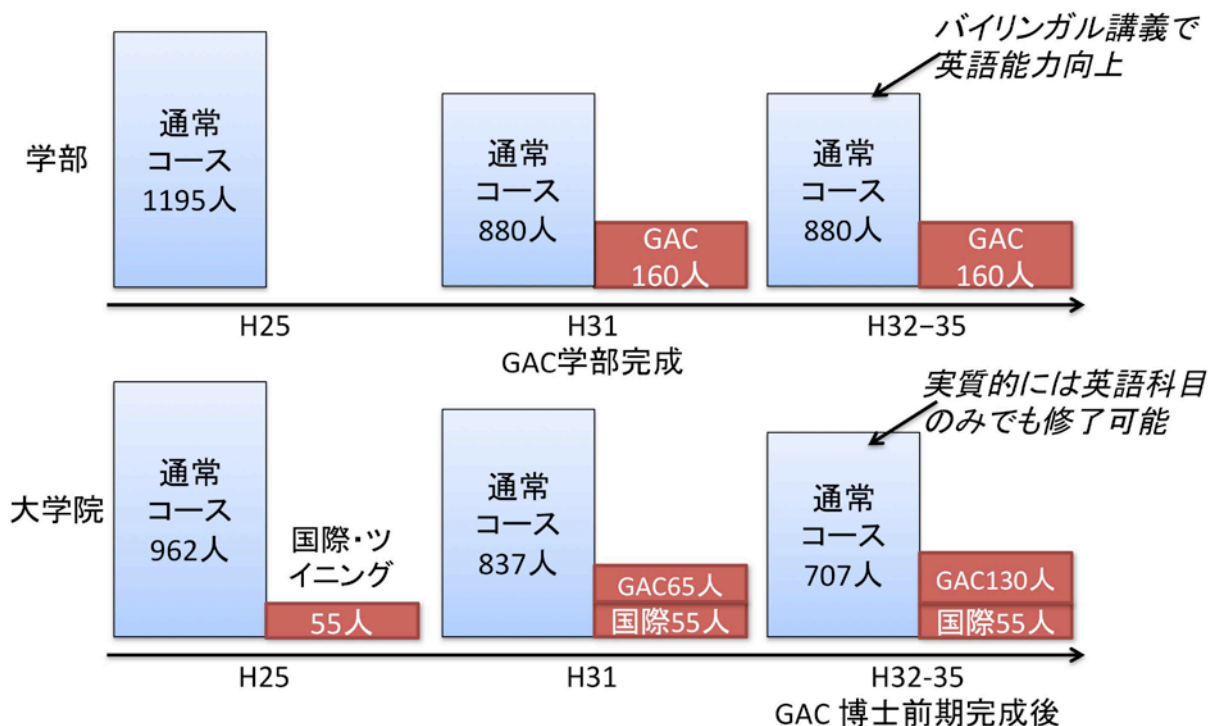 バイリンガル講義で
英語能力向上
学部
通常
コース
1195人
通常
コース
880人
GAC
160人
通常
コース
880人
GAC
160人
H25
H31
H32−35
GAC学部完成
実質的には英語科目
のみでも修了可能
大学院
通常
コース
962人
国際・ツ
イニング
55人
通常
コース
837人
GAC65人
国際55人
通常
コース
707人
GAC130人
国際55人
H25
H31
H32-35
GAC 博士前期完成後